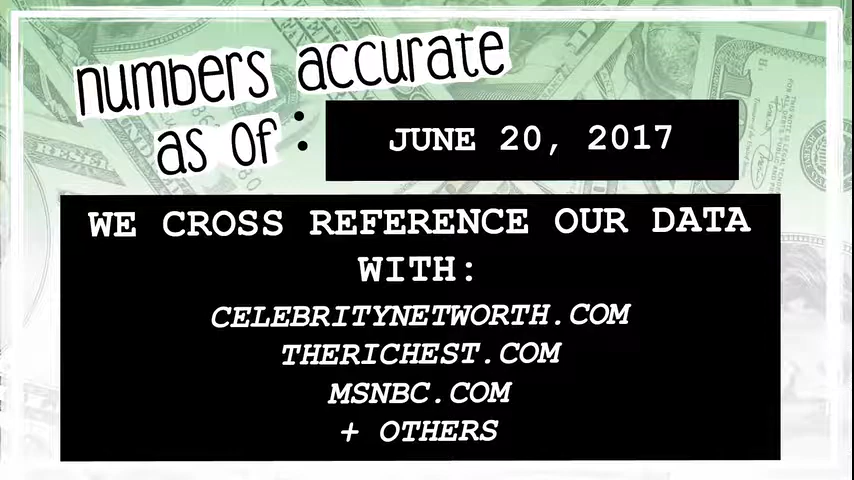 numbers accurate
as of: JUNE 20, 2017
WE CROSS REFERENCE OUR DATA
WITH:
CELEBRITYNETWORTH.COM
THERICHEST.COM
MSNBC.COM
+ OTHERS